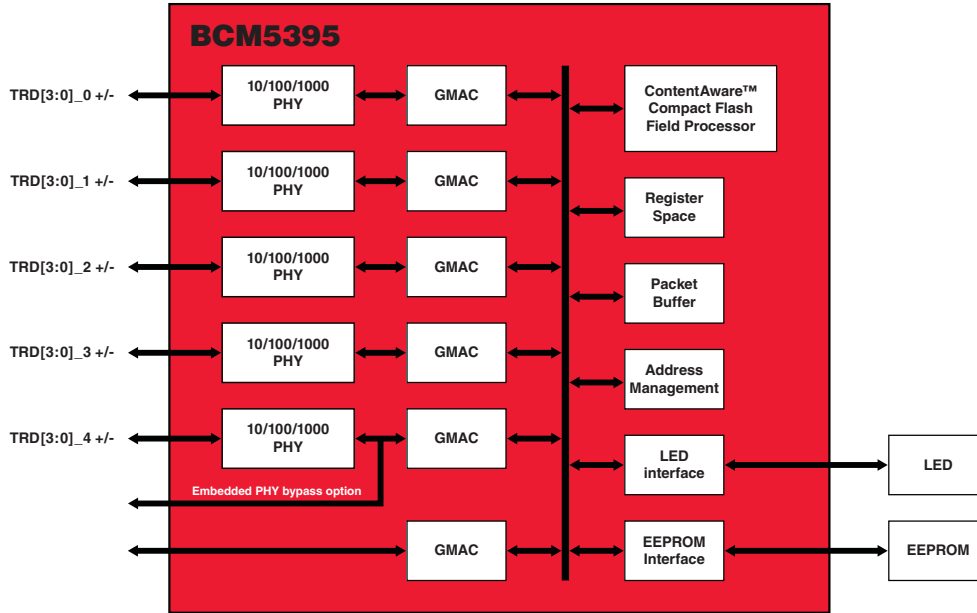 BCM5395
TRD[3:0]_0 +/-
10/100/1000
PHY
GMAC
ContentAware™
Compact Flash
Field Processor
TRD[3:0]_1 +/-
10/100/1000
PHY
GMAC
Register
Space
TRD[3:0]_2 +/-
10/100/1000
PHY
GMAC
Packet
Buffer
TRD[3:0]_3 +/-
10/100/1000
PHY
GMAC
Address
Management
TRD[3:0]_4 +/-
10/100/1000
PHY
GMAC
LED
interface
LED
Embedded PHY bypass option
GMAC
EEPROM
Interface
EEPROM